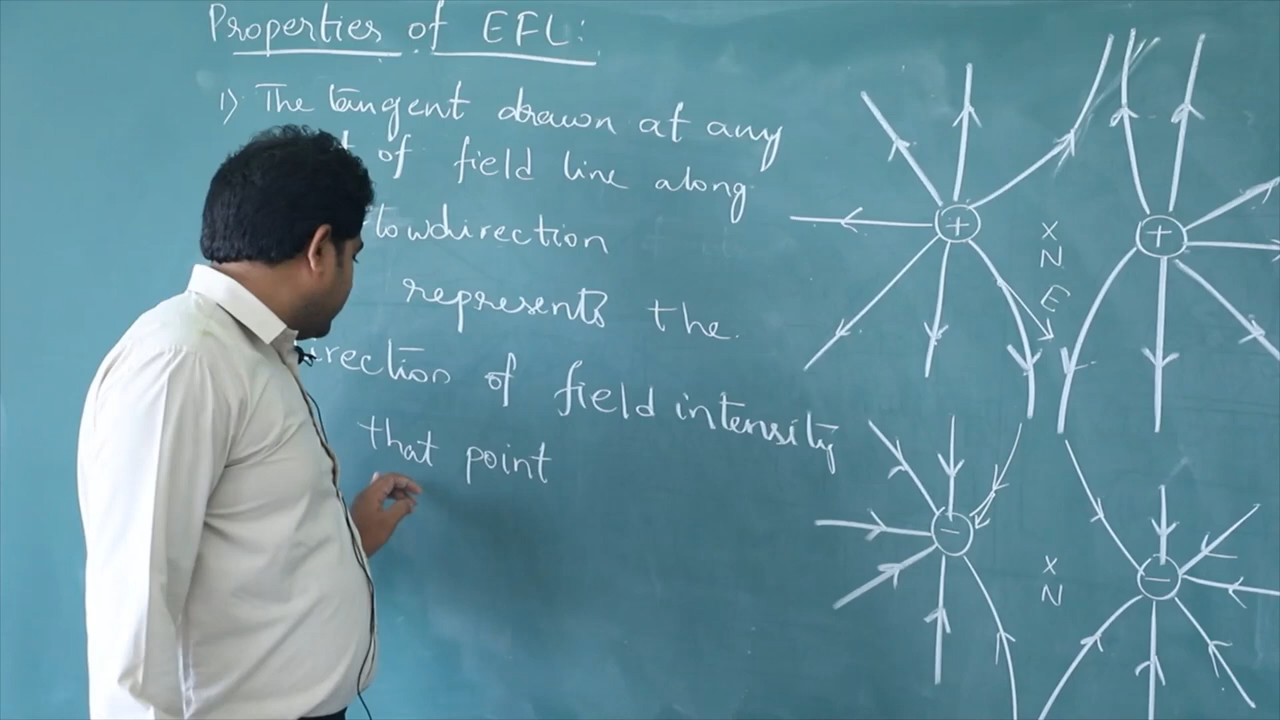 Properties of EFL:
1) The tangent drawn at any
of field line along
flowdirection
represents the
rection of field intensity
that point
+
+
x
N
E
-
-
x
N